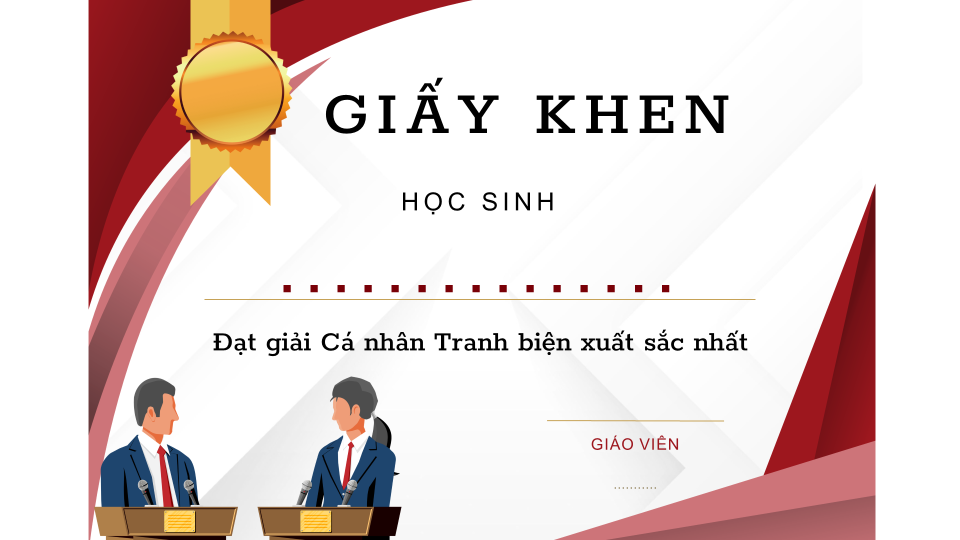 GIẤY KHEN
HỌC SINH
...............
Đạt giải Cá nhân Tranh biện xuất sắc nhất
GIÁO VIÊN
...........